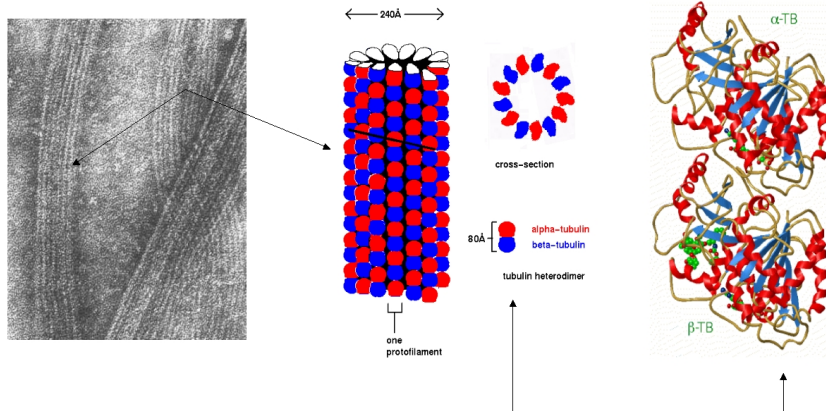 240Å
α-TB
cross-section
80Å
alpha-tubulin
beta-tubulin
tubulin heterodimer
β-TB
one
protofilament